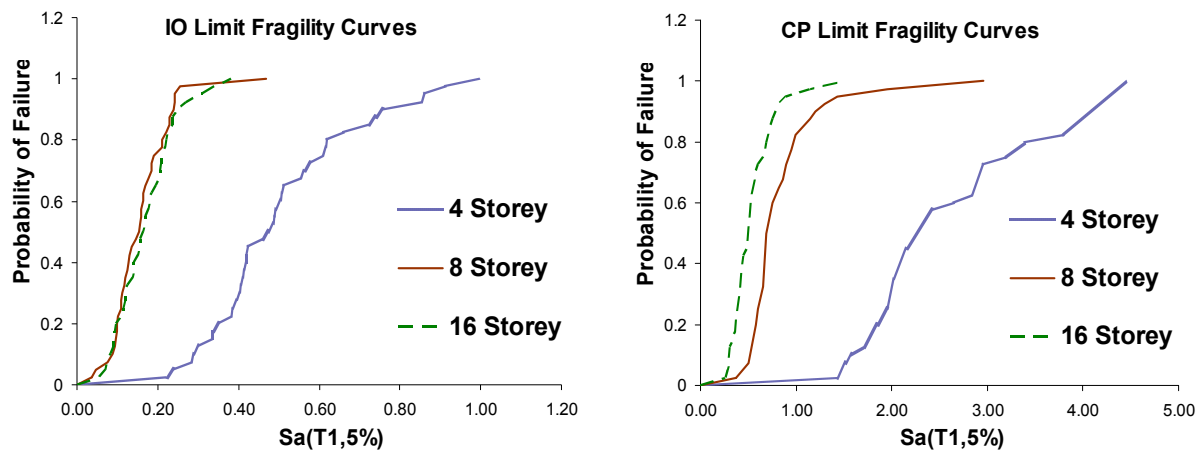 IO Limit Fragility Curves
Probability of Failure
1.2
1
0.8
0.6
0.4
0.2
0
4 Storey
8 Storey
16 Storey
0.00 0.20 0.40 0.60 0.80 1.00 1.20
Sa(T1,5%)
CP Limit Fragility Curves
Probability of Failure
1.2
1
0.8
0.6
0.4
0.2
0
4 Storey
8 Storey
16 Storey
0.00 1.00 2.00 3.00 4.00 5.00
Sa(T1,5%)